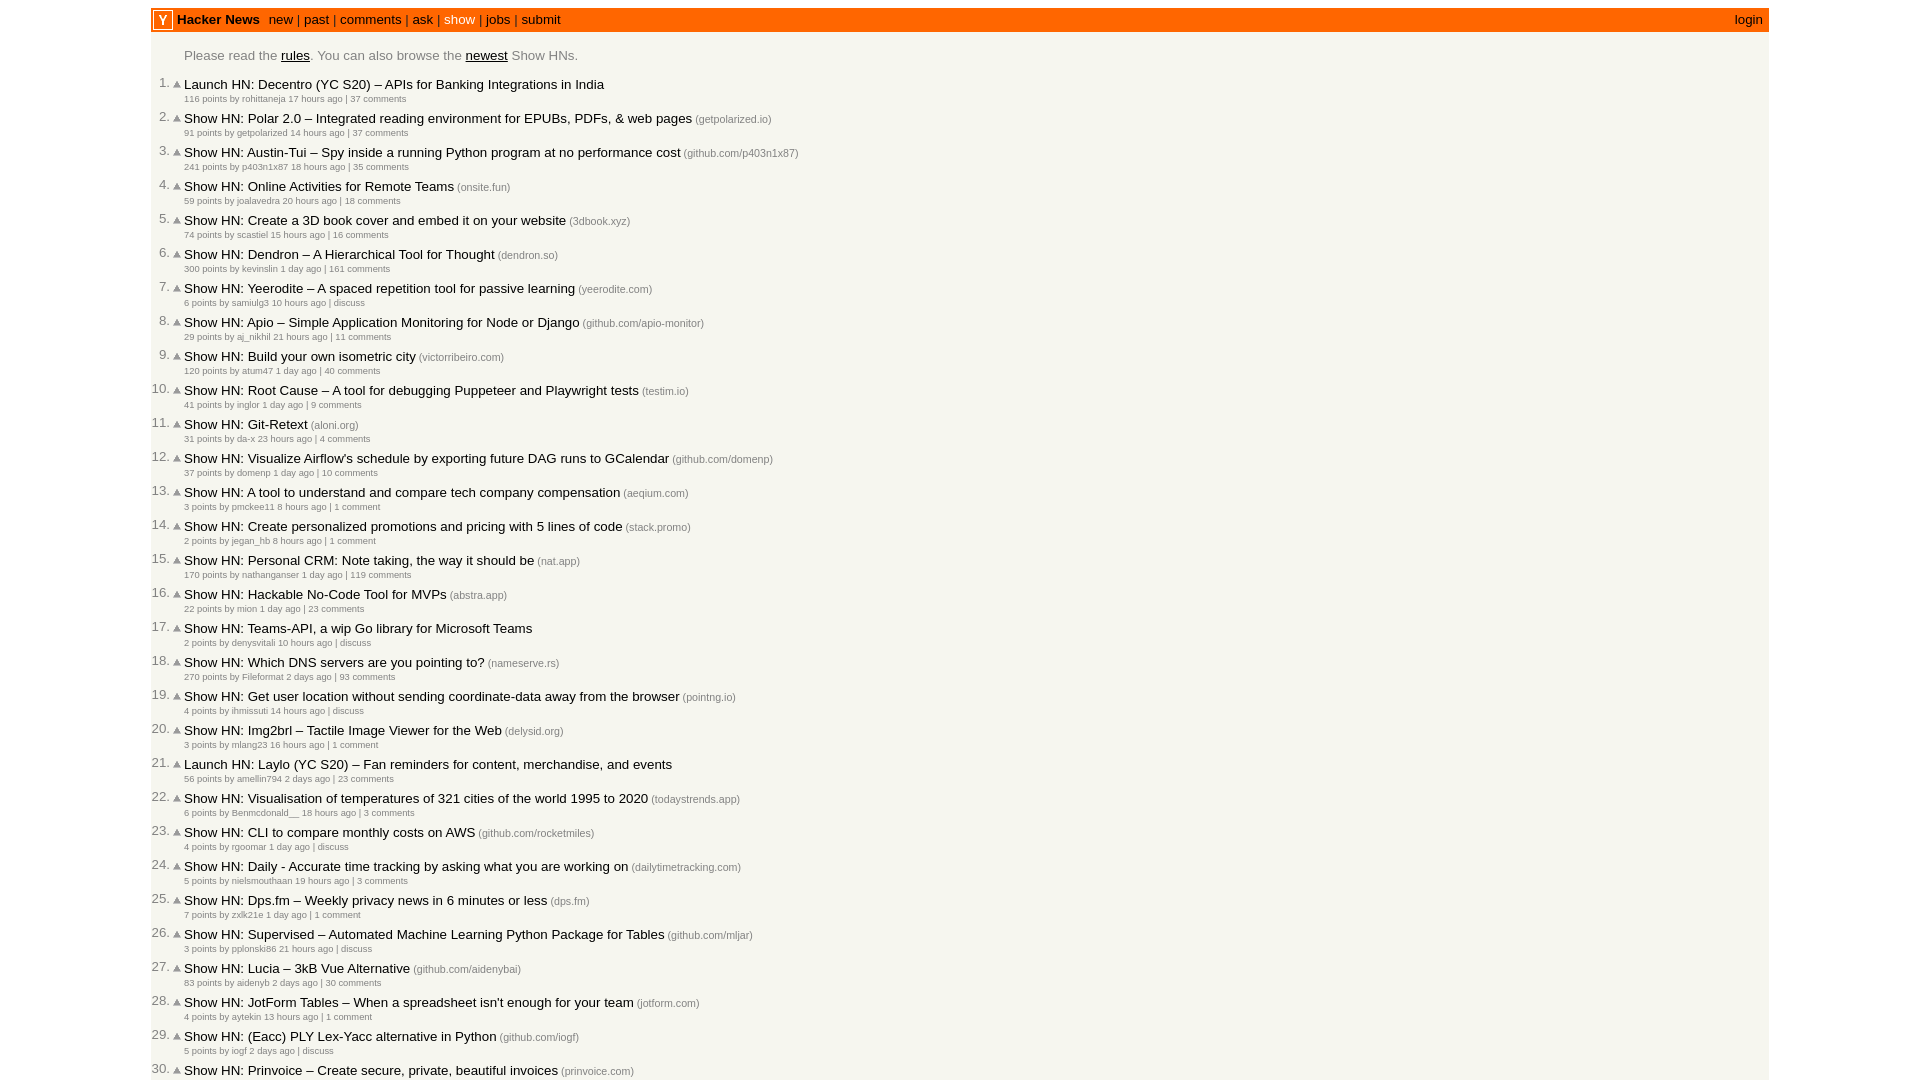 Y Hacker News new | past | comments | ask | show | jobs | submit login
Please read the rules. You can also browse the newest Show HNs.
1. Launch HN: Decentro (YC S20) – APIs for Banking Integrations in India
116 points by rohittaneja 17 hours ago | 37 comments
2. Show HN: Polar 2.0 – Integrated reading environment for EPUBs, PDFs, & web pages (getpolarized.io)
91 points by getpolarized 14 hours ago | 37 comments
3. Show HN: Austin-Tui – Spy inside a running Python program at no performance cost (github.com/p403n1x87)
241 points by p403n1x87 18 hours ago | 35 comments
4. Show HN: Online Activities for Remote Teams (onsite.fun)
59 points by joalavedra 20 hours ago | 18 comments
5. Show HN: Create a 3D book cover and embed it on your website (3dbook.xyz)
74 points by scastiel 15 hours ago | 16 comments
6. Show HN: Dendron – A Hierarchical Tool for Thought (dendron.so)
300 points by kevinslin 1 day ago | 161 comments
7. Show HN: Yeerodite – A spaced repetition tool for passive learning (yeerodite.com)
6 points by samiulg3 10 hours ago | discuss
8. Show HN: Apio – Simple Application Monitoring for Node or Django (github.com/apio-monitor)
29 points by aj_nikhil 21 hours ago | 11 comments
9. Show HN: Build your own isometric city (victorribeiro.com)
120 points by atum47 1 day ago | 40 comments
10. Show HN: Root Cause – A tool for debugging Puppeteer and Playwright tests (testim.io)
41 points by inglor 1 day ago | 9 comments
11. Show HN: Git-Retext (aloni.org)
31 points by da-x 23 hours ago | 4 comments
12. Show HN: Visualize Airflow's schedule by exporting future DAG runs to GCalendar (github.com/domenp)
37 points by domenp 1 day ago | 10 comments
13. Show HN: A tool to understand and compare tech company compensation (aeqium.com)
3 points by pmckee11 8 hours ago | 1 comment
14. Show HN: Create personalized promotions and pricing with 5 lines of code (stack.promo)
2 points by jegan_hb 8 hours ago | 1 comment
15. Show HN: Personal CRM: Note taking, the way it should be (nat.app)
170 points by nathanganser 1 day ago | 119 comments
16. Show HN: Hackable No-Code Tool for MVPs (abstra.app)
22 points by mion 1 day ago | 23 comments
17. Show HN: Teams-API, a wip Go library for Microsoft Teams
2 points by denysvitali 10 hours ago | discuss
18. Show HN: Which DNS servers are you pointing to? (nameserve.rs)
270 points by Fileformat 2 days ago | 93 comments
19. Show HN: Get user location without sending coordinate-data away from the browser (pointng.io)
4 points by ihmissuti 14 hours ago | discuss
20. Show HN: Img2brl – Tactile Image Viewer for the Web (delysid.org)
3 points by mlang23 16 hours ago | 1 comment
21. Launch HN: Laylo (YC S20) – Fan reminders for content, merchandise, and events
56 points by amellin794 2 days ago | 23 comments
22. Show HN: Visualisation of temperatures of 321 cities of the world 1995 to 2020 (todaystrends.app)
6 points by Benmcdonald__ 18 hours ago | 3 comments
23. Show HN: CLI to compare monthly costs on AWS (github.com/rocketmiles)
4 points by rgoomar 1 day ago | discuss
24. Show HN: Daily - Accurate time tracking by asking what you are working on (dailytimetracking.com)
5 points by nielsmouthaan 19 hours ago | 3 comments
25. Show HN: Dps.fm – Weekly privacy news in 6 minutes or less (dps.fm)
7 points by zxlk21e 1 day ago | 1 comment
26. Show HN: Supervised – Automated Machine Learning Python Package for Tables (github.com/mljar)
3 points by pplonski86 21 hours ago | discuss
27. Show HN: Lucia – 3kB Vue Alternative (github.com/aidenybai)
83 points by aidenyb 2 days ago | 30 comments
28. Show HN: JotForm Tables – When a spreadsheet isn't enough for your team (jotform.com)
4 points by aytekin 13 hours ago | 1 comment
29. Show HN: (Eacc) PLY Lex-Yacc alternative in Python (github.com/iogf)
5 points by iogf 2 days ago | discuss
30. Show HN: Prinvoice – Create secure, private, beautiful invoices (prinvoice.com)